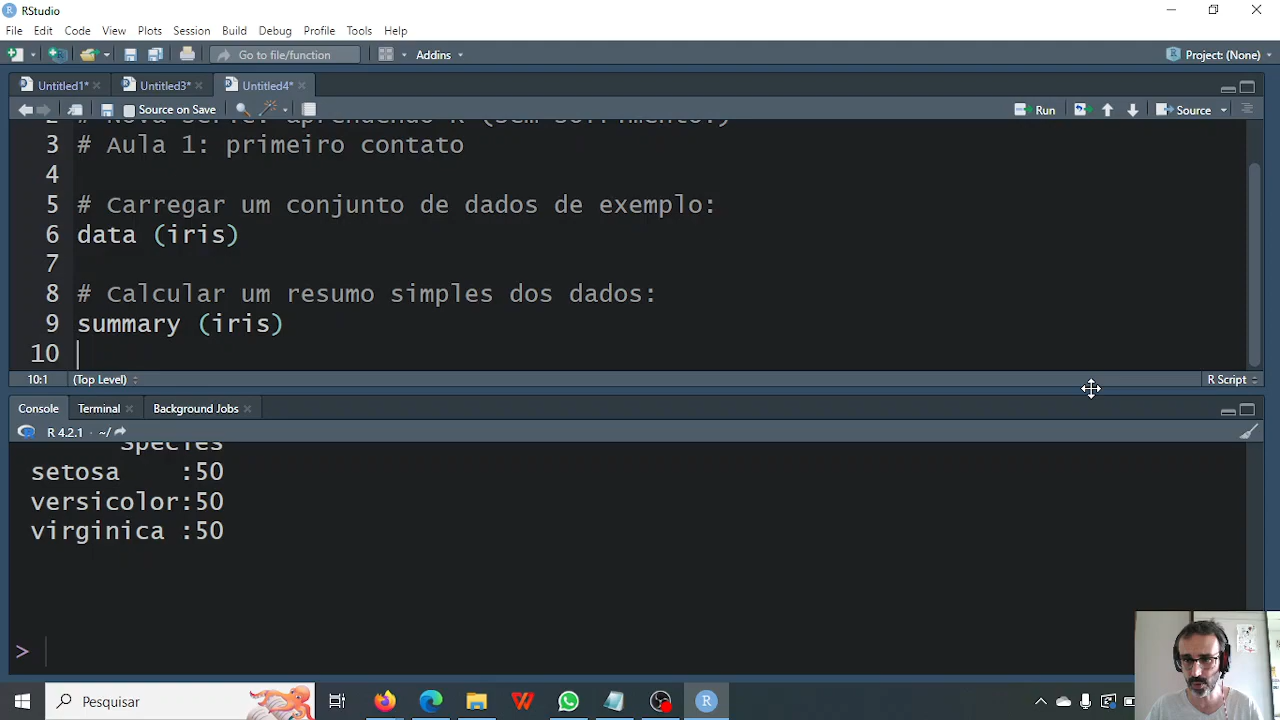 RStudio
File Edit Code View Plots Session Build Debug Profile Tools Help
Go to file/function Addins Project: (None)
Untitled1* Untitled3* Untitled4*
Source on Save Run Source
3 # Aula 1: primeiro contato
4
5 # Carregar um conjunto de dados de exemplo:
6 data (iris)
7
8 # Calcular um resumo simples dos dados:
9 summary (iris)
10
10:1 (Top Level) R Script
Console Terminal Background Jobs
R 4.2.1 · ~/
Species
setosa :50
versicolor:50
virginica :50
>
Pesquisar